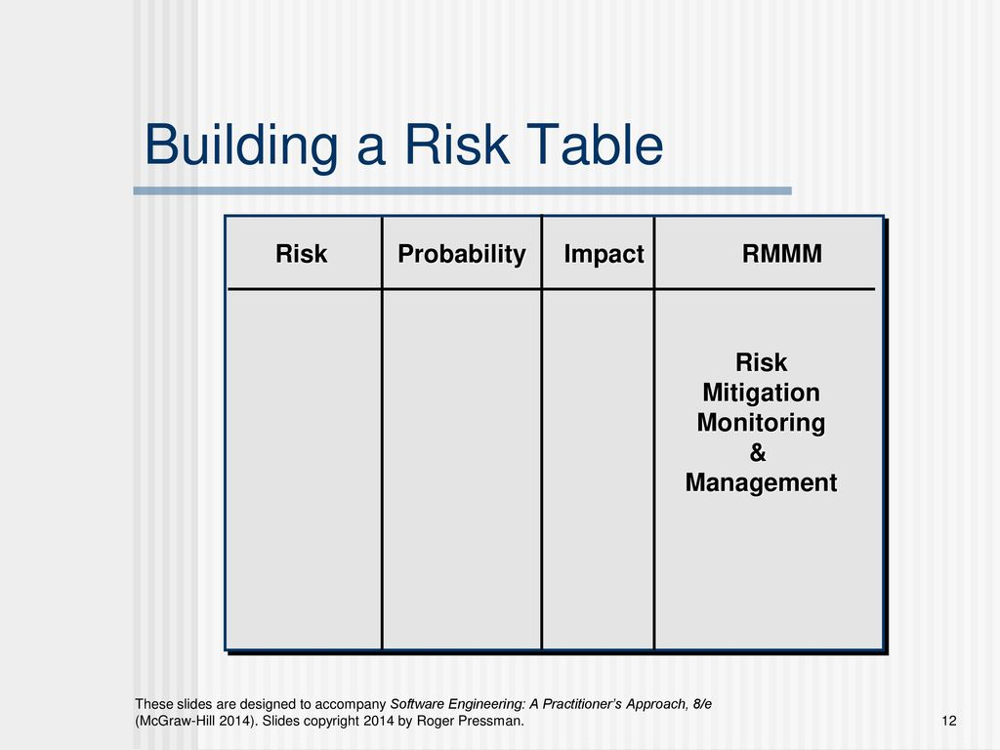 Building a Risk Table
Risk Probability Impact RMMM
Risk
Mitigation
Monitoring
&
Management
These slides are designed to accompany Software Engineering: A Practitioner’s Approach, 8/e
(McGraw-Hill 2014). Slides copyright 2014 by Roger Pressman.
12